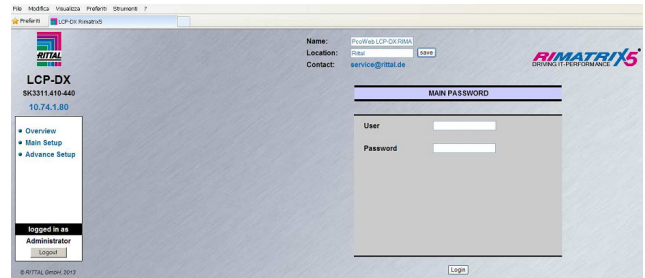 File Modifica Visualizza Preferiti Strumenti ?
Preferiti LCP-DX Rimatrix5
RITTAL
LCP-DX
SK3311.410-440
10.74.1.80
Overview
Main Setup
Advance Setup
logged in as
Administrator
Logout
© RITTAL GmbH, 2013
Name: ProWeb LCP-DX RIMA
Location: Rittal save
Contact: service@rittal.de
RIMATRIX5
DRIVING IT-PERFORMANCE
MAIN PASSWORD
User
Password
Login